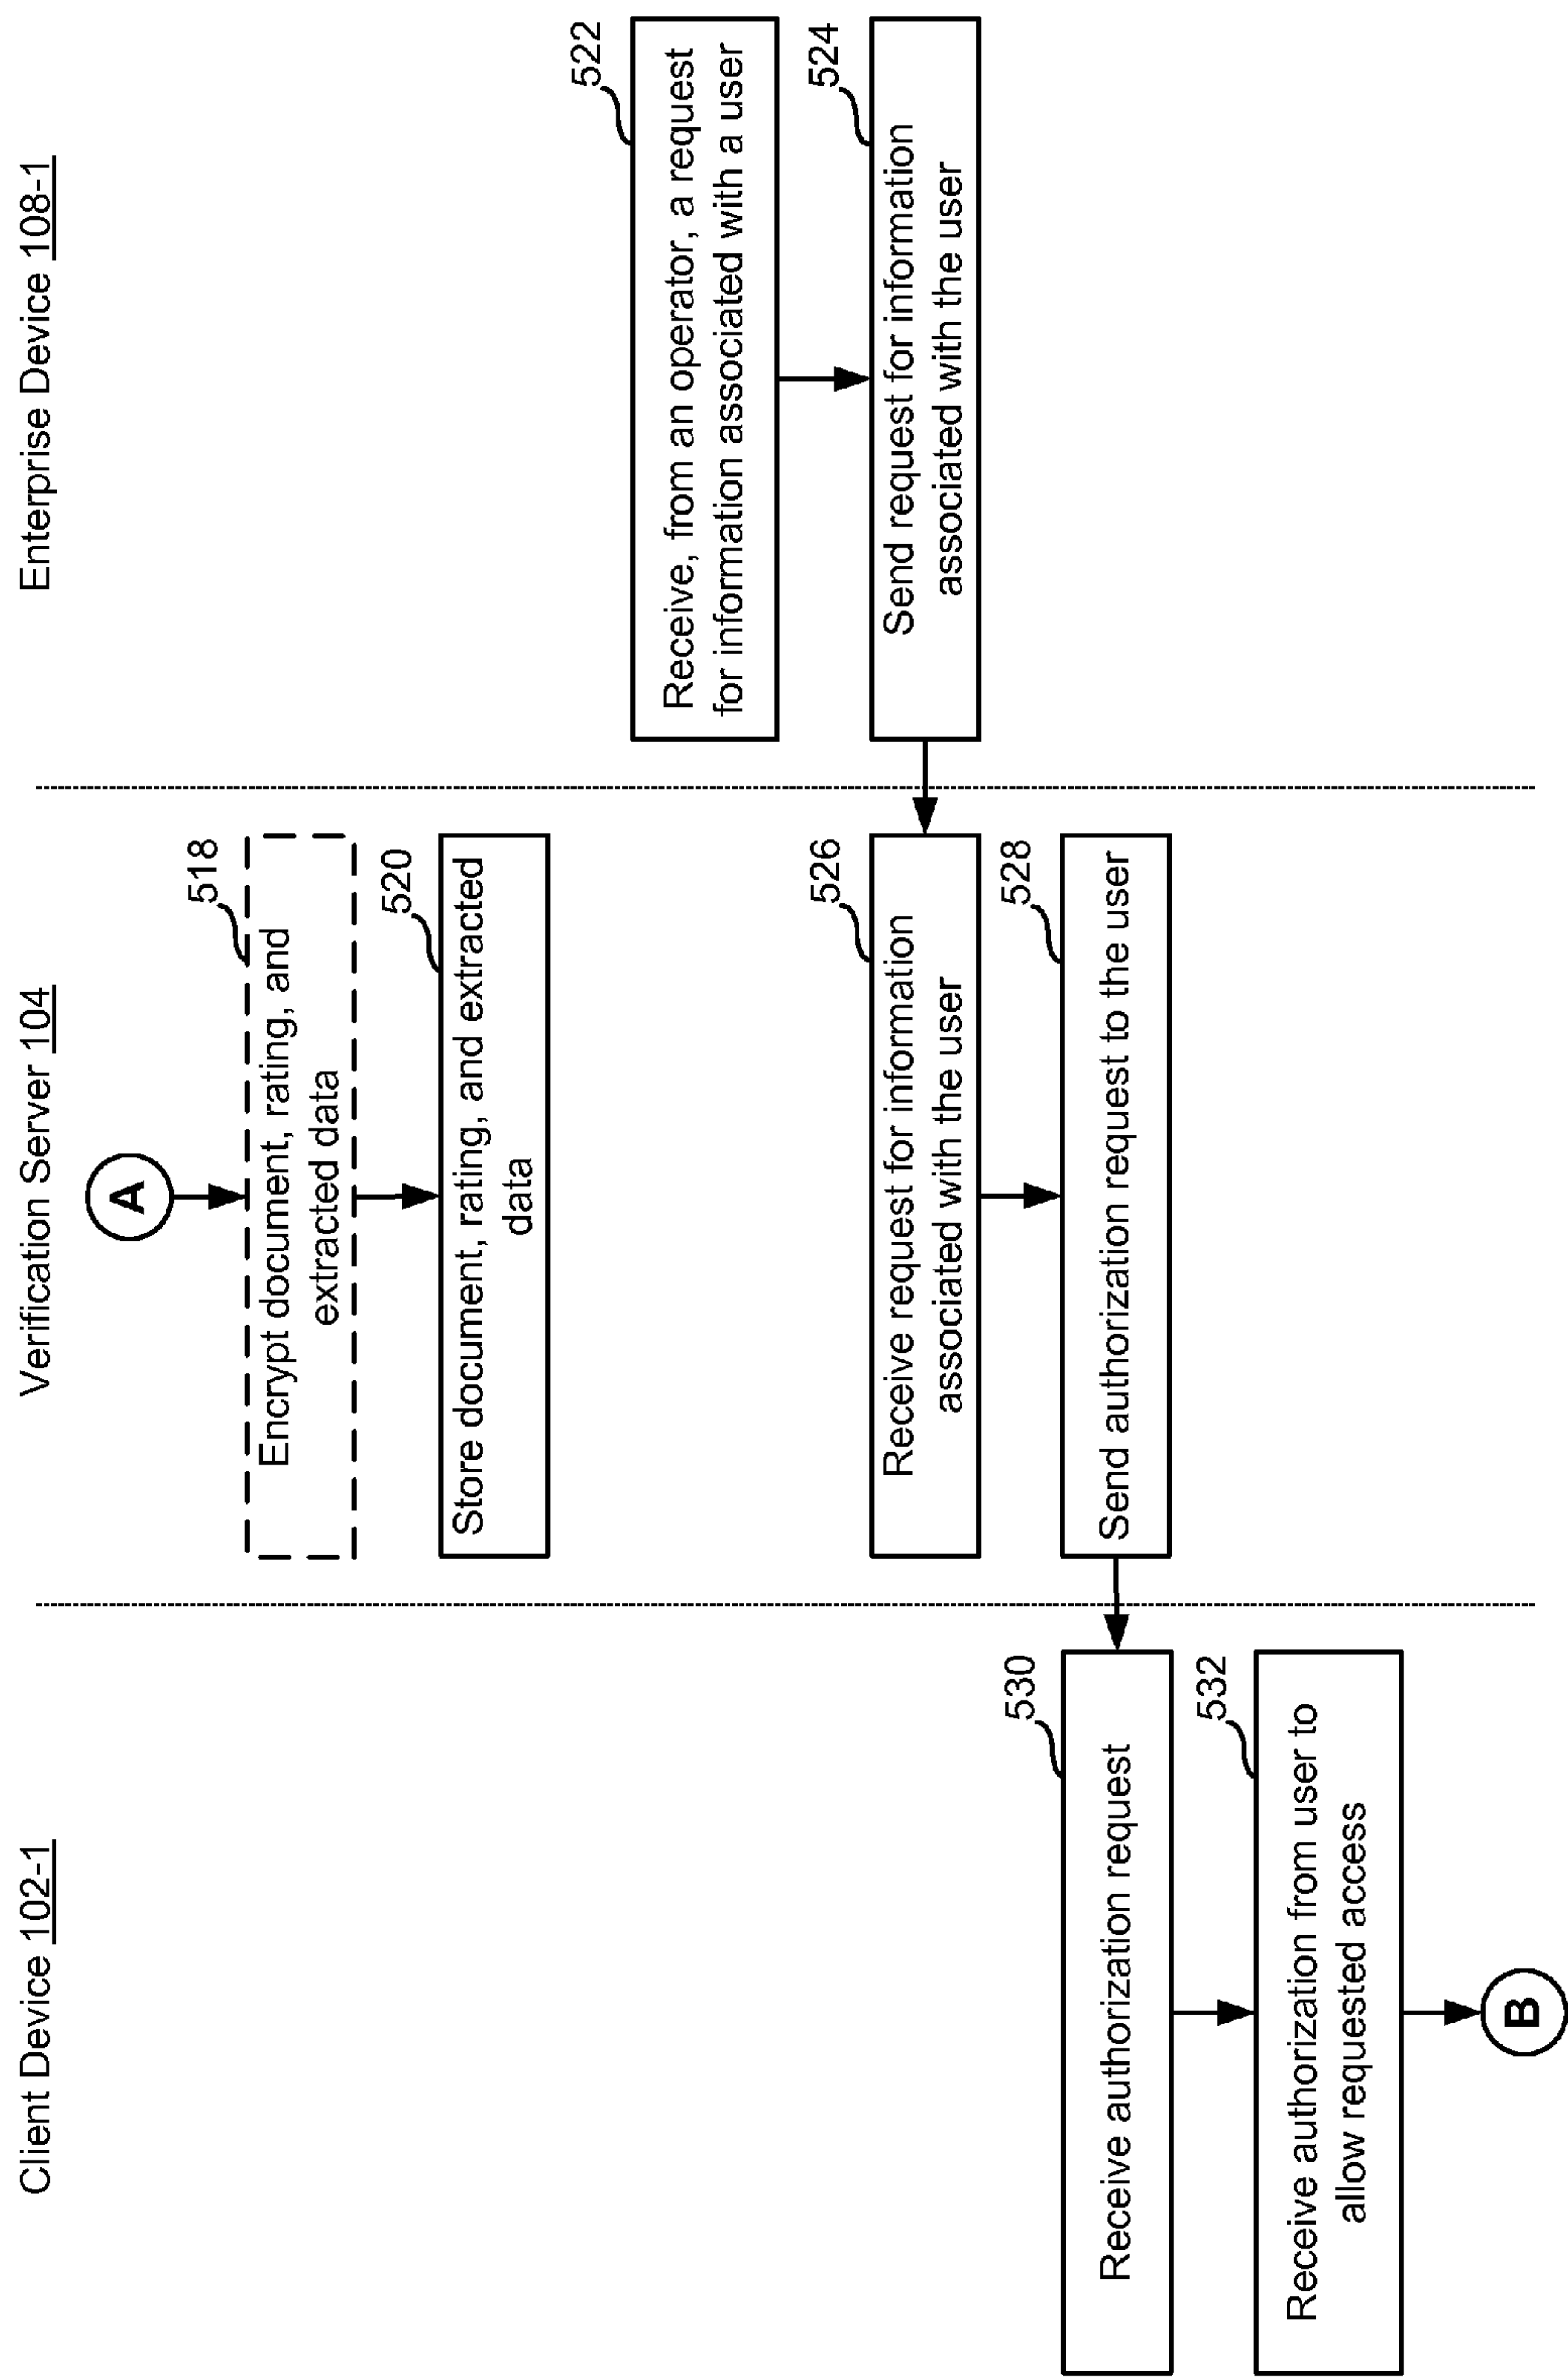 Client Device 102-1
Verification Server 104
Enterprise Device 108-1
A
518
Encrypt document, rating, and
extracted data
520
Store document, rating, and extracted
data
522
Receive, from an operator, a request
for information associated with a user
524
Send request for information
associated with the user
526
Receive request for information
associated with the user
528
Send authorization request to the user
530
Receive authorization request
532
Receive authorization from user to
allow requested access
B